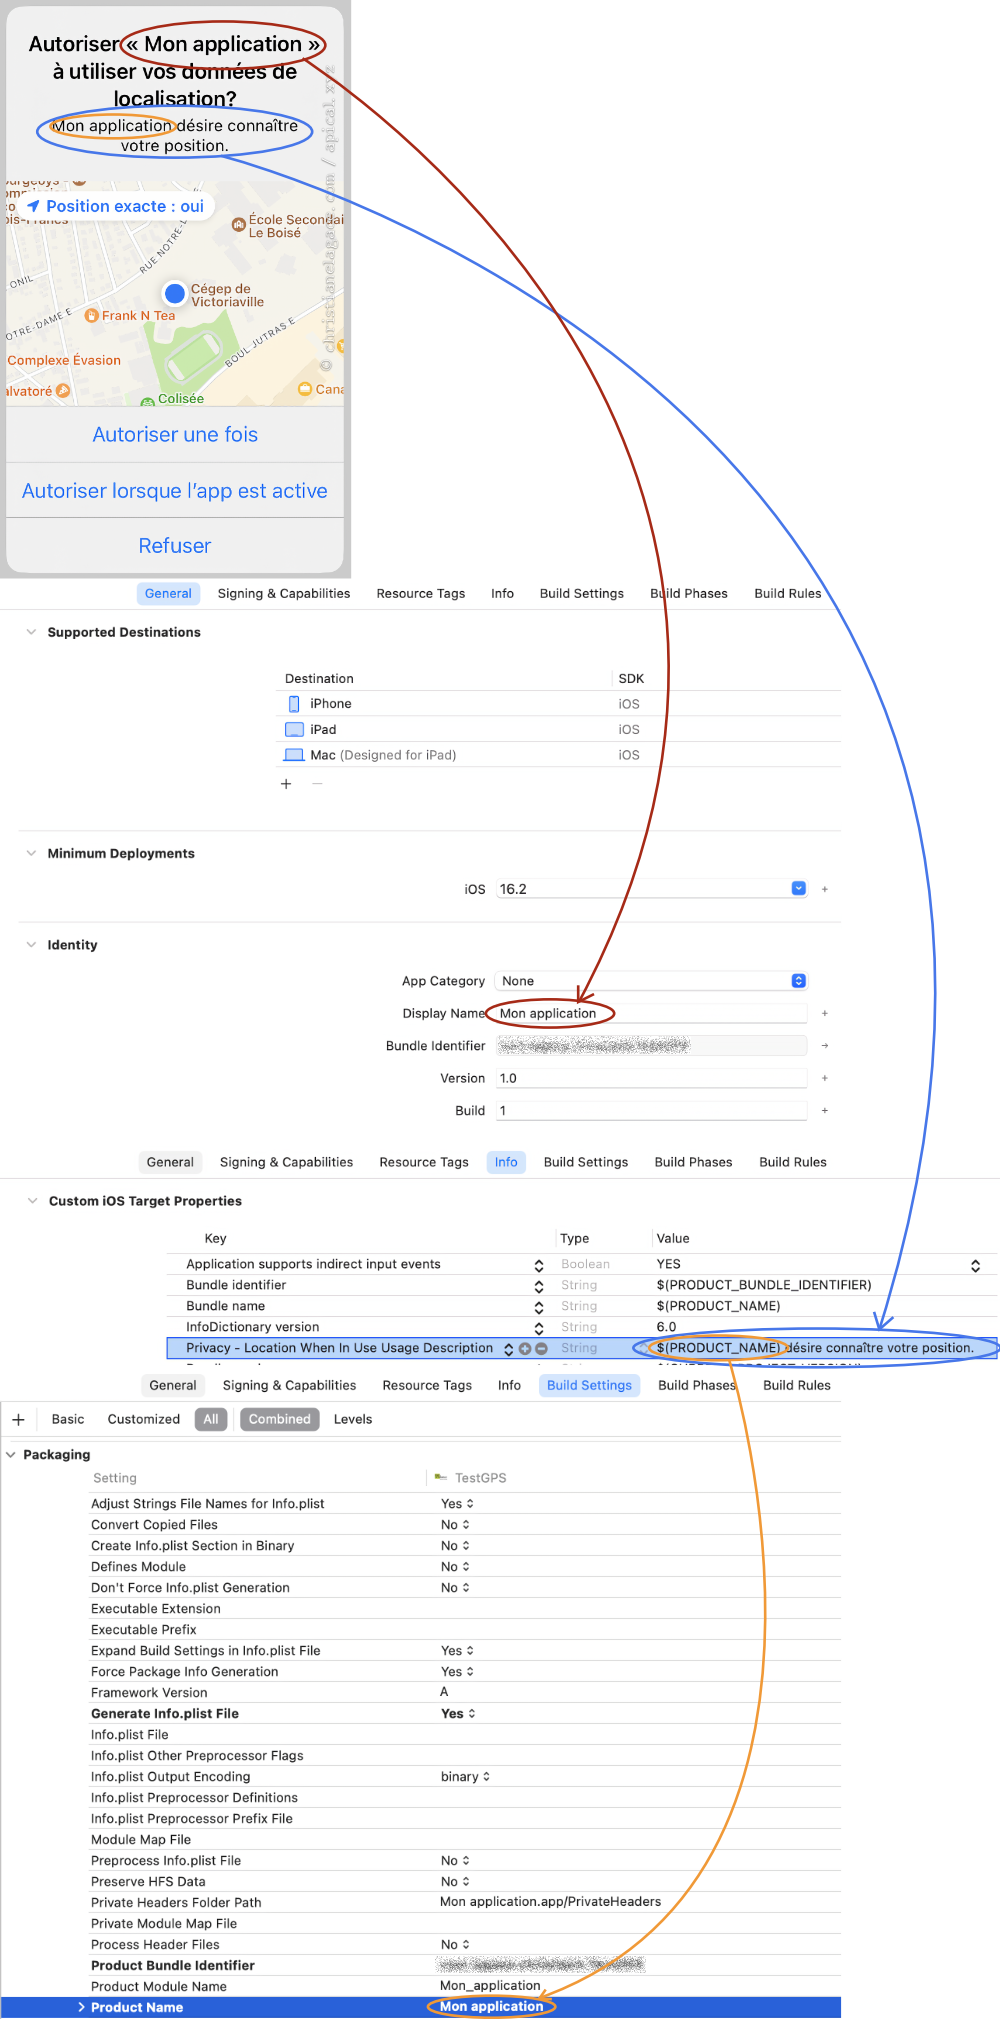 Autoriser « Mon application »
à utiliser vos données de
localisation?
Mon application désire connaître
votre position.
Position exacte : oui
École Secondai
Le Boisé
RUE NOTRE-
ONIL
Cégep de
Victoriaville
OTRE-DAME E
Frank N Tea
BOUL JUTRAS E
Complexe Évasion
alvatoré
Colisée
Cana
© christianelagace.com / apical.xyz
Autoriser une fois
Autoriser lorsque l'app est active
Refuser
General Signing & Capabilities Resource Tags Info Build Settings Build Phases Build Rules
Supported Destinations
Destination SDK
iPhone iOS
iPad iOS
Mac (Designed for iPad) iOS
+ —
Minimum Deployments
iOS 16.2 +
Identity
App Category None
Display Name Mon application +
Bundle Identifier
Version 1.0 +
Build 1 +
General Signing & Capabilities Resource Tags Info Build Settings Build Phases Build Rules
Custom iOS Target Properties
Key Type Value
Application supports indirect input events Boolean YES
Bundle identifier String $(PRODUCT_BUNDLE_IDENTIFIER)
Bundle name String $(PRODUCT_NAME)
InfoDictionary version String 6.0
Privacy - Location When In Use Usage Description String $(PRODUCT_NAME) désire connaître votre position.
General Signing & Capabilities Resource Tags Info Build Settings Build Phases Build Rules
+ Basic Customized All Combined Levels
Packaging
Setting TestGPS
Adjust Strings File Names for Info.plist Yes
Convert Copied Files No
Create Info.plist Section in Binary No
Defines Module No
Don't Force Info.plist Generation No
Executable Extension
Executable Prefix
Expand Build Settings in Info.plist File Yes
Force Package Info Generation Yes
Framework Version A
Generate Info.plist File Yes
Info.plist File
Info.plist Other Preprocessor Flags
Info.plist Output Encoding binary
Info.plist Preprocessor Definitions
Info.plist Preprocessor Prefix File
Module Map File
Preprocess Info.plist File No
Preserve HFS Data No
Private Headers Folder Path Mon application.app/PrivateHeaders
Private Module Map File
Process Header Files No
Product Bundle Identifier
Product Module Name Mon_application
Product Name Mon application